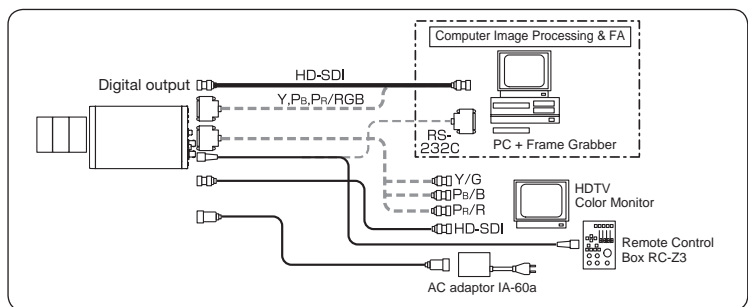 Computer Image Processing & FA
Digital output
HD-SDI
Y,PB,PR/RGB
RS-
232C
PC + Frame Grabber
Y/G
PB/B
PR/R
HD-SDI
HDTV
Color Monitor
Remote Control
Box RC-Z3
AC adaptor IA-60a